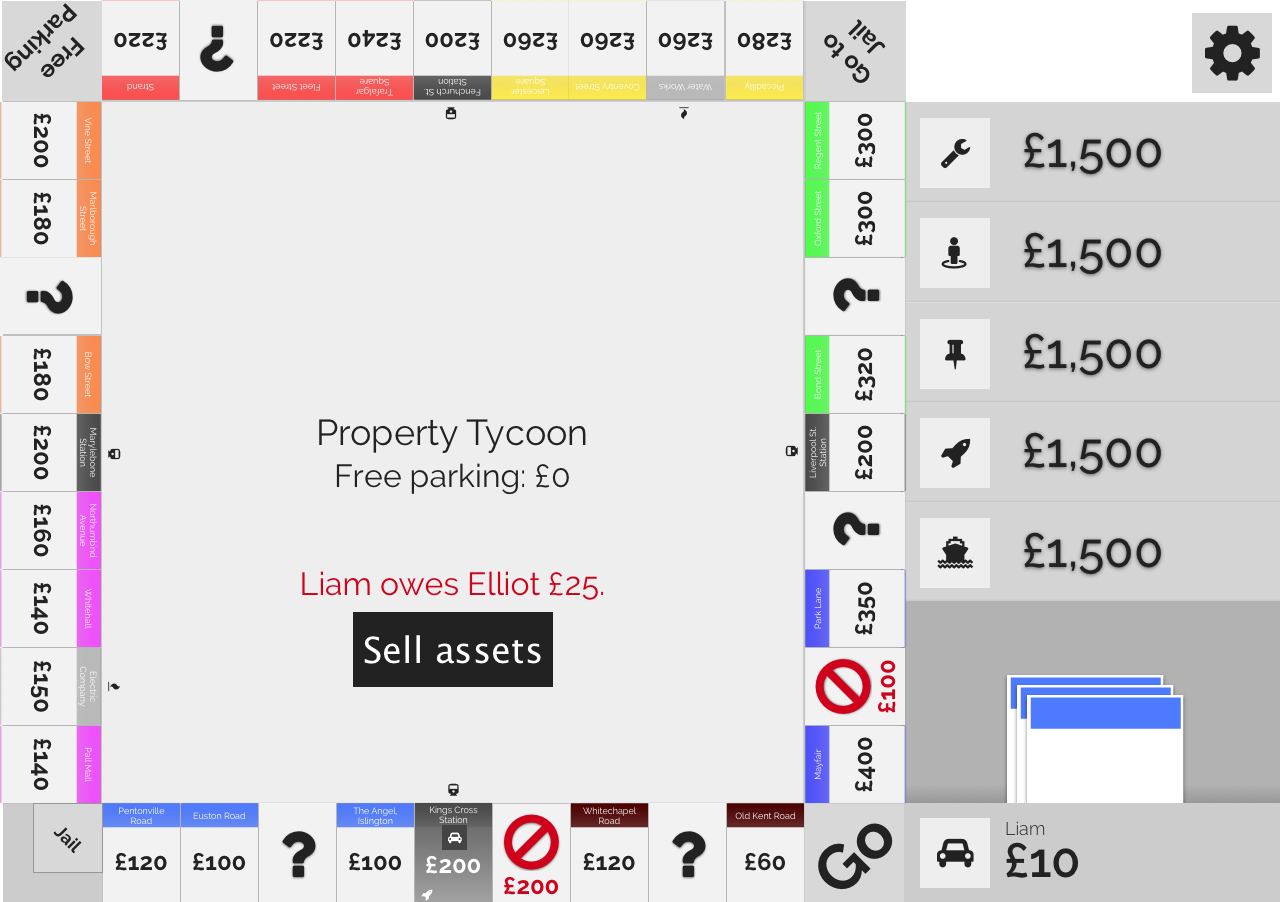 Free
Parking
£220
Strand
?
£220
Fleet Street
£240
Trafalgar
Square
£200
Fenchurch St.
Station
£260
Leicester
Square
£260
Coventry Street
£260
Water Works
£280
Piccadilly
Go to
Jail
£200
Vine Street
£180
Marlborough
Street
?
£180
Bow Street
£200
Marylebone
Station
£160
Northumbnd
Avenue
£140
Whitehall
£150
Electric
Company
£140
Pall Mall
Regent Street
£300
Oxford Street
£300
?
Bond Street
£320
Liverpool St.
Station
£200
?
Park Lane
£350
£100
Mayfair
£400
Property Tycoon
Free parking: £0
Liam owes Elliot £25.
Sell assets
£1,500
£1,500
£1,500
£1,500
£1,500
Jail
Pentonville
Road
£120
Euston Road
£100
?
The Angel,
Islington
£100
Kings Cross
Station
£200
£200
Whitechapel
Road
£120
?
Old Kent Road
£60
Go
Liam
£10